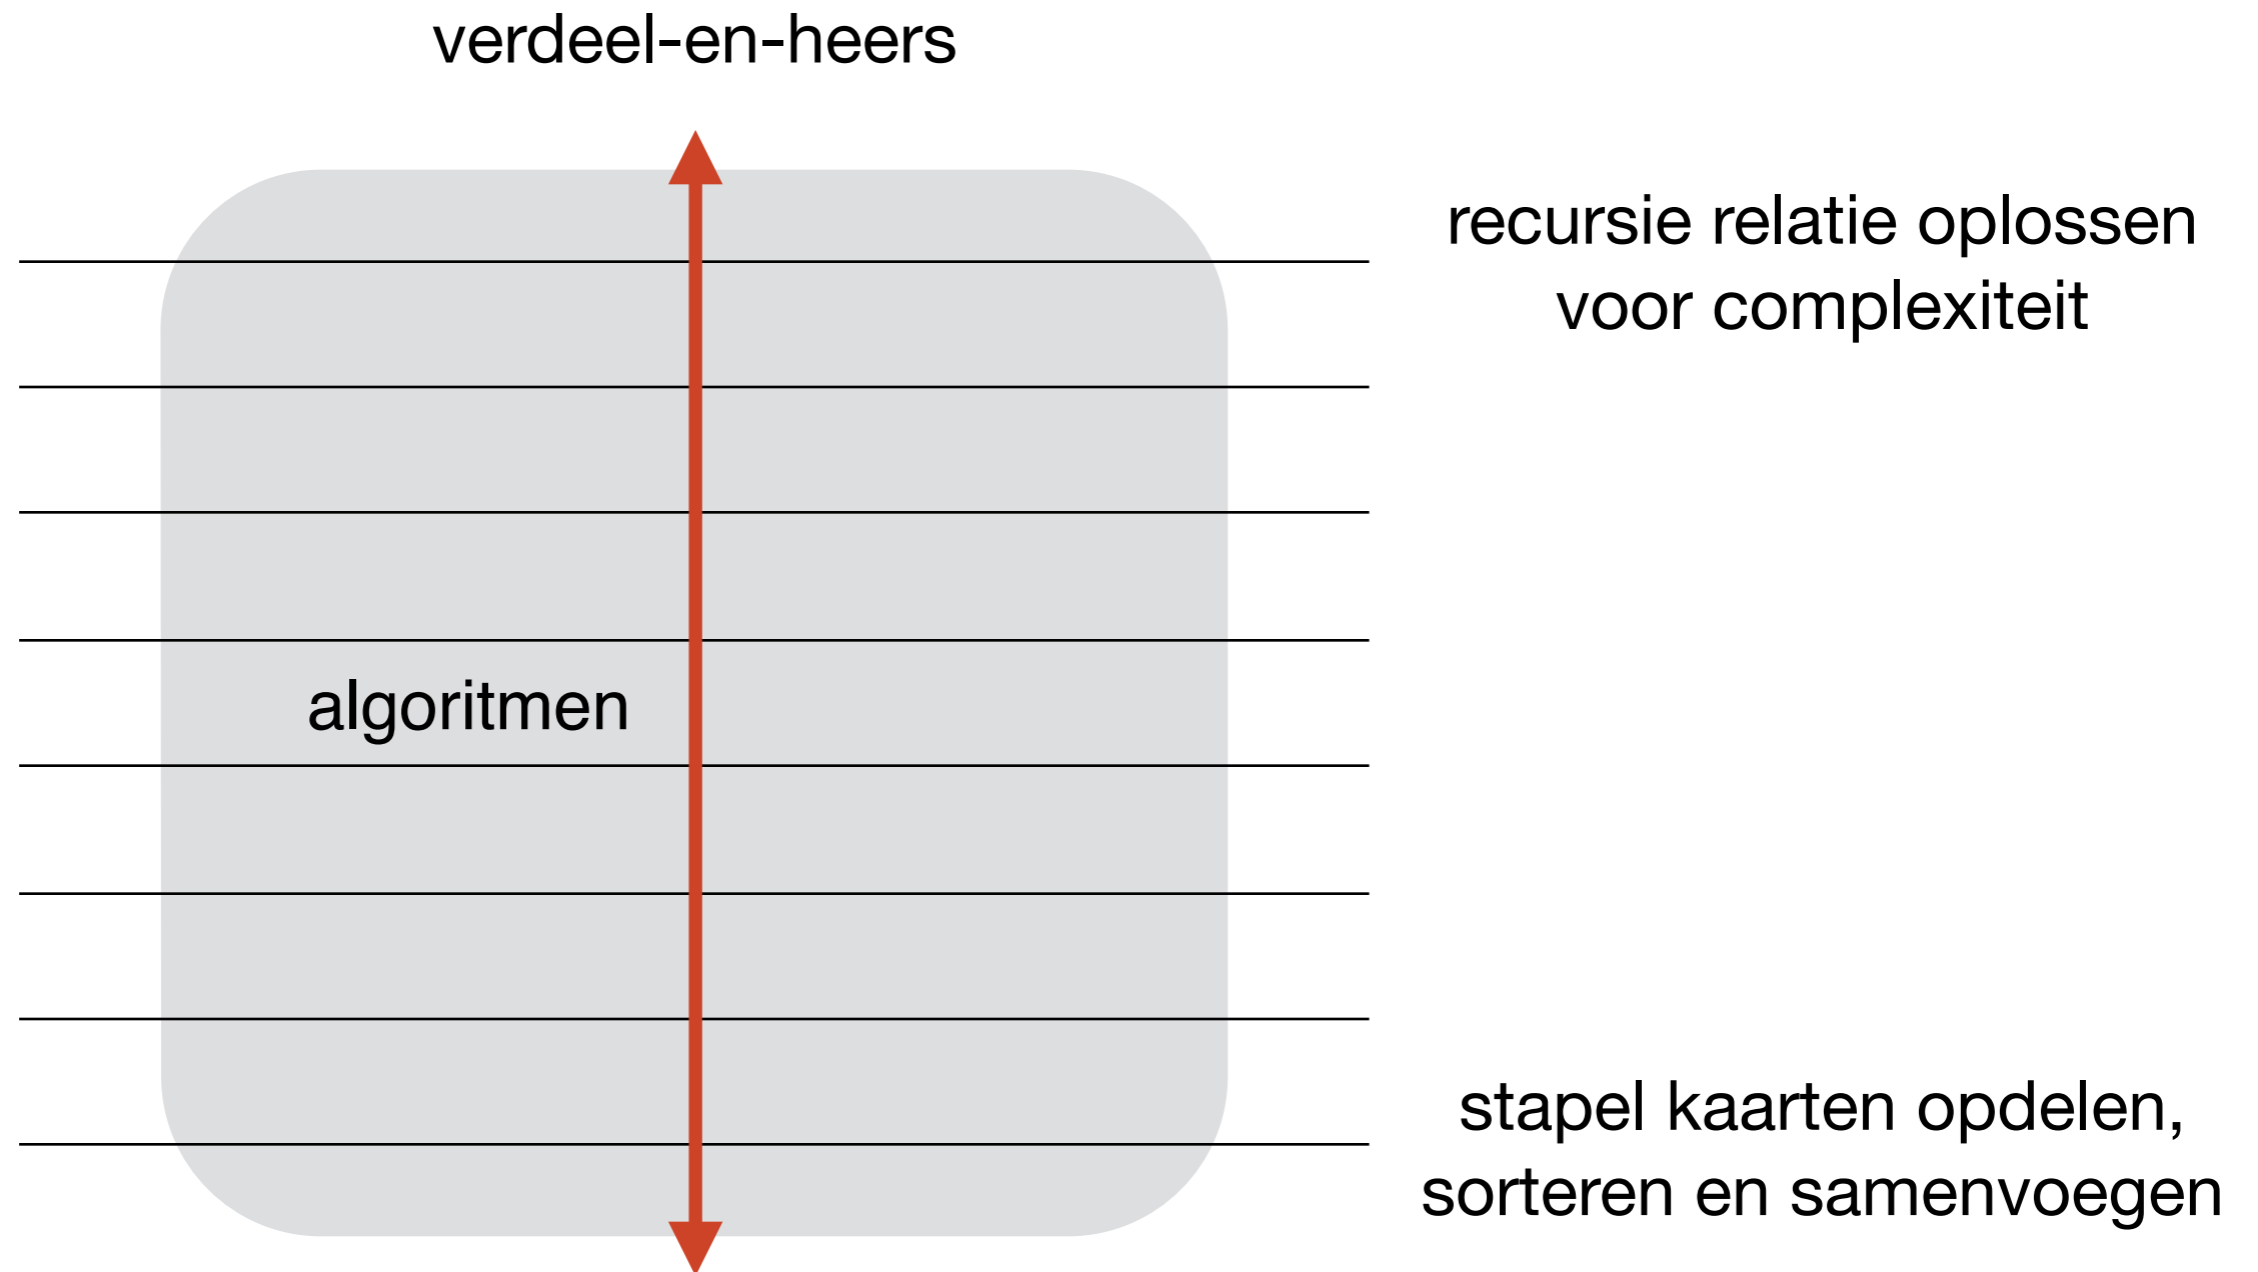 verdeel-en-heers
recursie relatie oplossen
voor complexiteit
algoritmen
stapel kaarten opdelen,
sorteren en samenvoegen